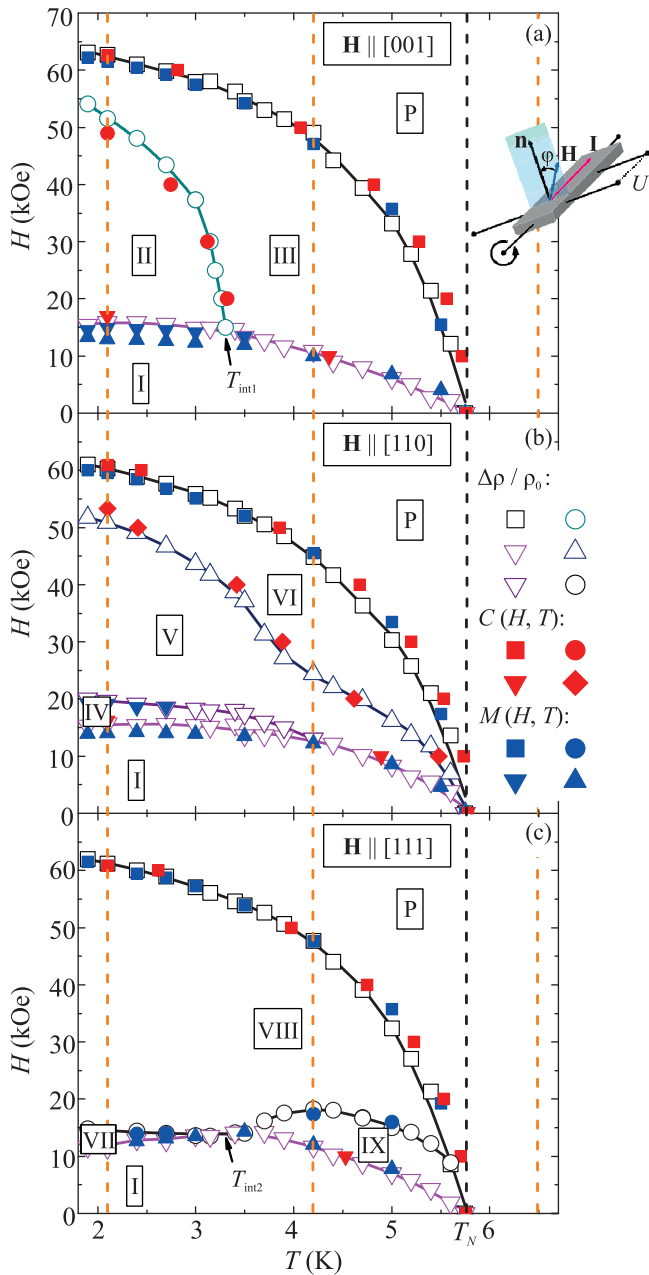 70
(a)
H || [001]
60
P
50
n
φ
H
I
40
U
H (kOe)
30
II
III
20
10
I
T_int1
0
(b)
H || [110]
60
Δρ / ρ₀:
P
50
40
H (kOe)
VI
C (H, T):
30
V
20
IV
M (H, T):
10
I
0
(c)
H || [111]
60
P
50
40
H (kOe)
30
VIII
20
VII
IX
10
I
T_int2
0
2
3
4
5
T_N
6
T (K)